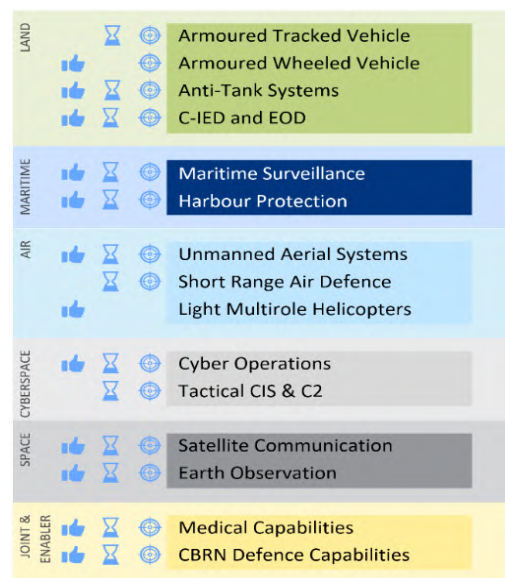 LAND
Armoured Tracked Vehicle
Armoured Wheeled Vehicle
Anti-Tank Systems
C-IED and EOD
MARITIME
Maritime Surveillance
Harbour Protection
AIR
Unmanned Aerial Systems
Short Range Air Defence
Light Multirole Helicopters
CYBERSPACE
Cyber Operations
Tactical CIS & C2
SPACE
Satellite Communication
Earth Observation
JOINT &
ENABLER
Medical Capabilities
CBRN Defence Capabilities